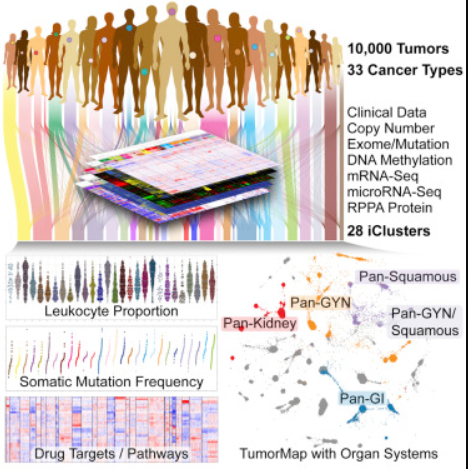 10,000 Tumors
33 Cancer Types
Clinical Data
Copy Number
Exome/Mutation
DNA Methylation
mRNA-Seq
microRNA-Seq
RPPA Protein
28 iClusters
Leukocyte Proportion
Somatic Mutation Frequency
Drug Targets / Pathways
Pan-Squamous
Pan-GYN
Pan-GYN/
Squamous
Pan-Kidney
Pan-GI
TumorMap with Organ Systems